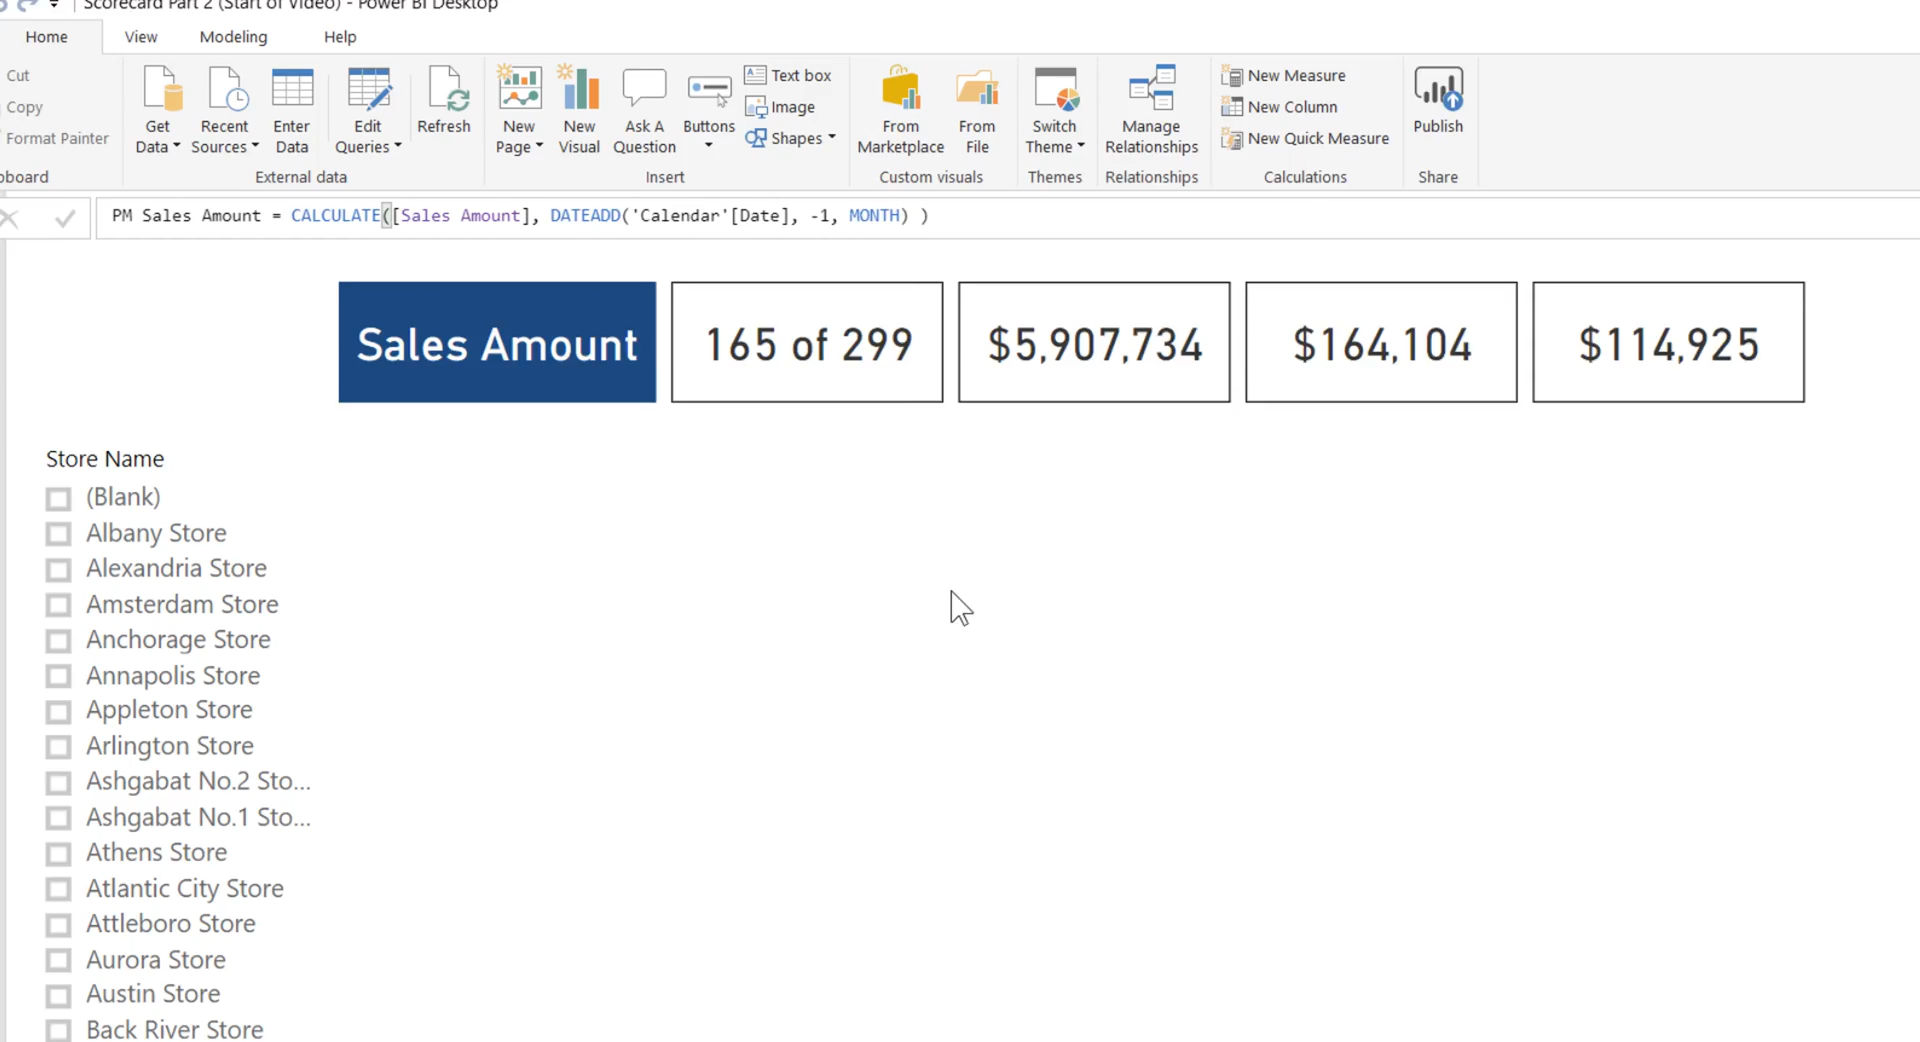 Scorecard Part 2 (Start of Video) - Power BI Desktop
Home View Modeling Help
Cut
Copy
Format Painter
Get Data
Recent Sources
Enter Data
Edit Queries
Refresh
New Page
New Visual
Ask A Question
Buttons
Text box
Image
Shapes
From Marketplace
From File
Switch Theme
Manage Relationships
New Measure
New Column
New Quick Measure
Publish
External data
Insert
Custom visuals
Themes
Relationships
Calculations
Share
PM Sales Amount = CALCULATE([Sales Amount], DATEADD('Calendar'[Date], -1, MONTH) )
Sales Amount
165 of 299
$5,907,734
$164,104
$114,925
Store Name
(Blank)
Albany Store
Alexandria Store
Amsterdam Store
Anchorage Store
Annapolis Store
Appleton Store
Arlington Store
Ashgabat No.2 Sto...
Ashgabat No.1 Sto...
Athens Store
Atlantic City Store
Attleboro Store
Aurora Store
Austin Store
Back River Store